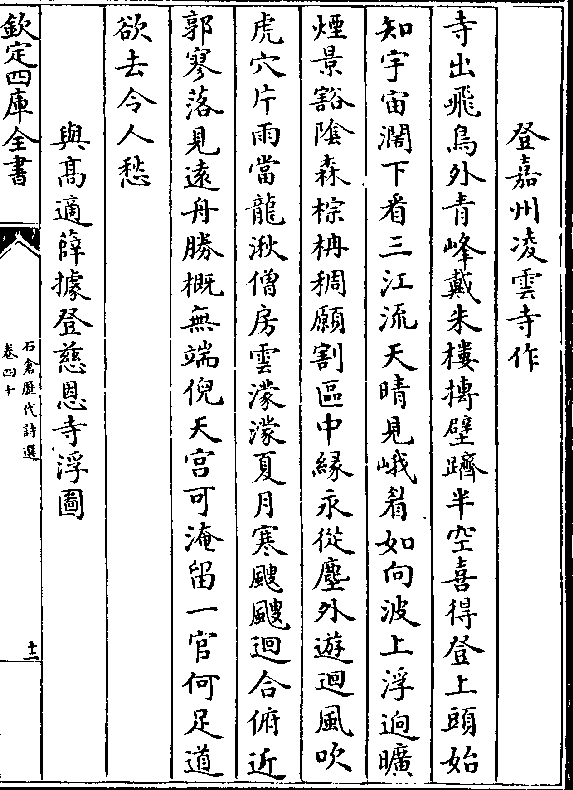 登嘉州凌雲寺作
寺出飛鳥外青峰戴朱樓摶壁躋半空喜得登上頭始
知宇宙濶下看三江流天晴見峨眉如向波上浮逈曠
煙景豁陰森棕柟稠願割區中縁永從塵外遊迴風吹
虎穴片雨當龍湫僧房雲濛濛夏月寒颼颼迴合俯近
郭寥落見遠舟勝概無端倪天宮可淹留一官何足道
欲去令人愁
與髙適薛據登慈恩寺浮圖
欽定四庫全書
石倉歴代詩選
卷四十
十一